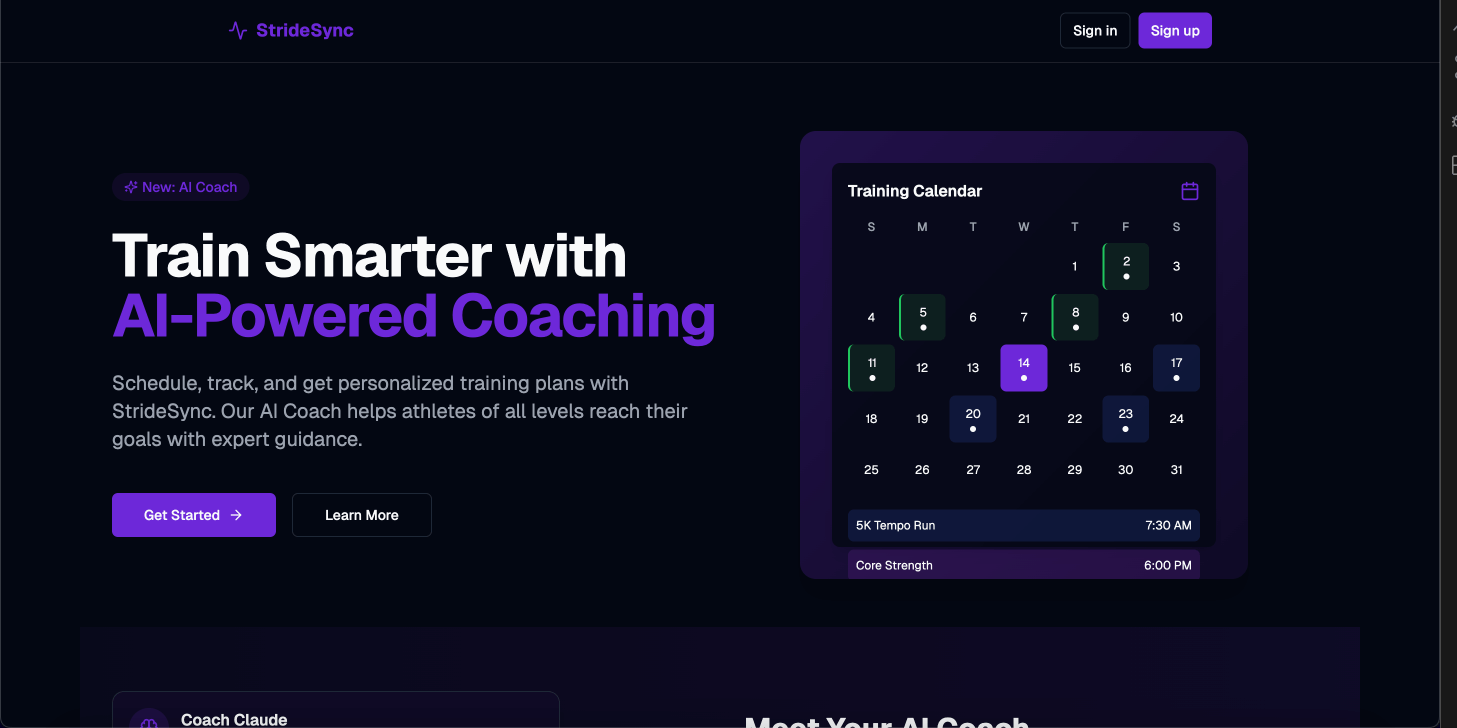 StrideSync
Sign in
Sign up
New: AI Coach
Train Smarter with
AI-Powered Coaching
Schedule, track, and get personalized training plans with
StrideSync. Our AI Coach helps athletes of all levels reach their
goals with expert guidance.
Get Started
Learn More
Training Calendar
S M T W T F S
1 2 3
4 5 6 7 8 9 10
11 12 13 14 15 16 17
18 19 20 21 22 23 24
25 26 27 28 29 30 31
5K Tempo Run 7:30 AM
Core Strength 6:00 PM
Coach Claude
Meet Your AI Coach